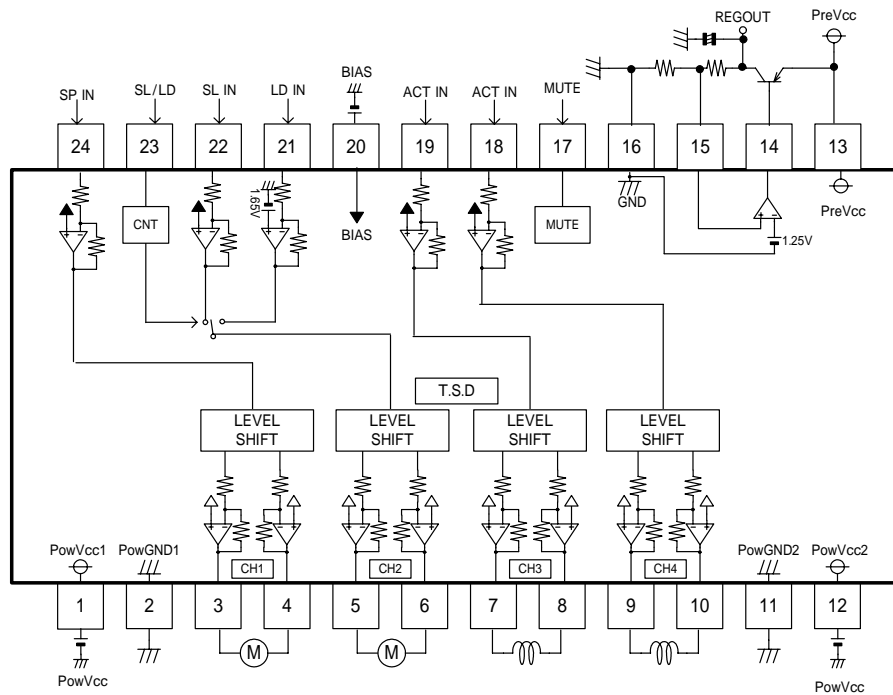 REGOUT PreVcc
SP IN SL/LD SL IN LD IN BIAS ACT IN ACT IN MUTE
24 23 22 21 20 19 18 17 16 15 14 13
CNT 1.65V BIAS MUTE GND 1.25V PreVcc
+ - + - + - + - + - + -
T.S.D
LEVEL SHIFT LEVEL SHIFT LEVEL SHIFT LEVEL SHIFT
CH1 CH2 CH3 CH4
PowVcc1 PowGND1 PowGND2 PowVcc2
1 2 3 4 5 6 7 8 9 10 11 12
M M
PowVcc PowVcc